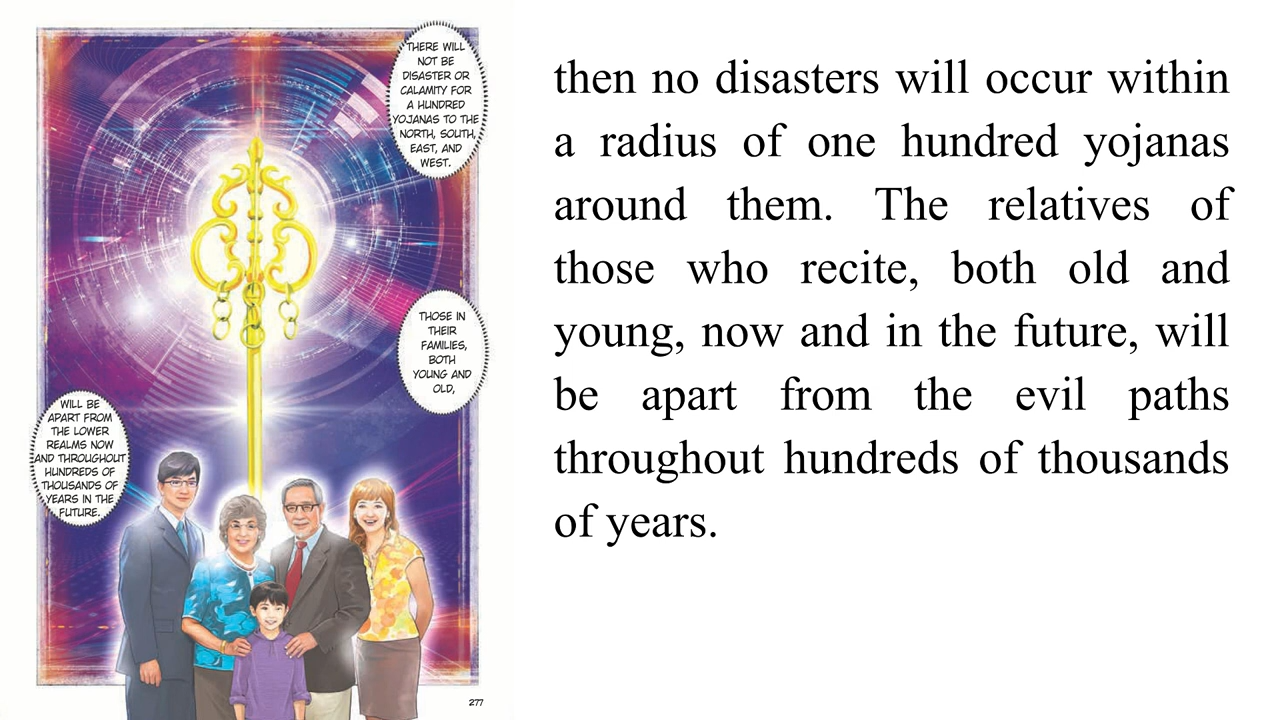 THERE WILL
NOT BE
DISASTER OR
CALAMITY FOR
A HUNDRED
YOJANAS TO THE
NORTH, SOUTH,
EAST, AND
WEST.
THOSE IN
THEIR
FAMILIES,
BOTH
YOUNG AND
OLD,
WILL BE
APART FROM
THE LOWER
REALMS NOW
AND THROUGHOUT
HUNDREDS OF
THOUSANDS OF
YEARS IN THE
FUTURE.
277
then no disasters will occur within
a radius of one hundred yojanas
around them. The relatives of
those who recite, both old and
young, now and in the future, will
be apart from the evil paths
throughout hundreds of thousands
of years.